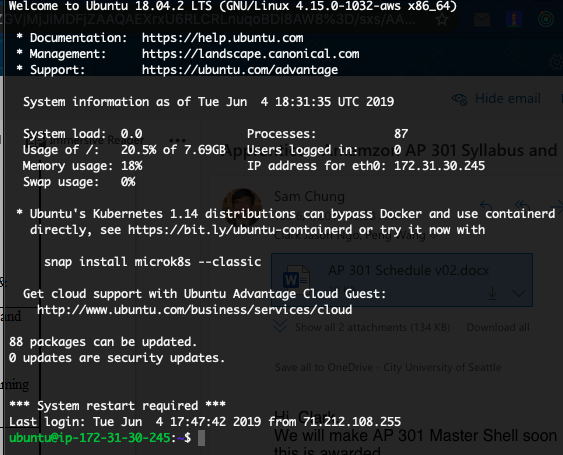 Welcome to Ubuntu 18.04.2 LTS (GNU/Linux 4.15.0-1032-aws x86_64)
* Documentation: https://help.ubuntu.com
* Management: https://landscape.canonical.com
* Support: https://ubuntu.com/advantage
Hide email
System information as of Tue Jun 4 18:31:35 UTC 2019
System load: 0.0 Processes: 87
Usage of /: 20.5% of 7.69GB Users logged in: 0
Memory usage: 18% IP address for eth0: 172.31.30.245
Swap usage: 0%
AP 301 Syllabus and
Sam Chung
* Ubuntu's Kubernetes 1.14 distributions can bypass Docker and use containerd
directly, see https://bit.ly/ubuntu-containerd or try it now with
snap install microk8s --classic
AP 301 Schedule v02.docx
Get cloud support with Ubuntu Advantage Cloud Guest:
http://www.ubuntu.com/business/services/cloud
and
Show all 2 attachments (134 KB) Download all
88 packages can be updated.
0 updates are security updates.
Save all to OneDrive - City University of Seattle
*** System restart required ***
Last login: Tue Jun 4 17:47:42 2019 from 71.212.108.255
ubuntu@ip-172-31-30-245:~$
We will make AP 301 Master Shell soon
this is awarded